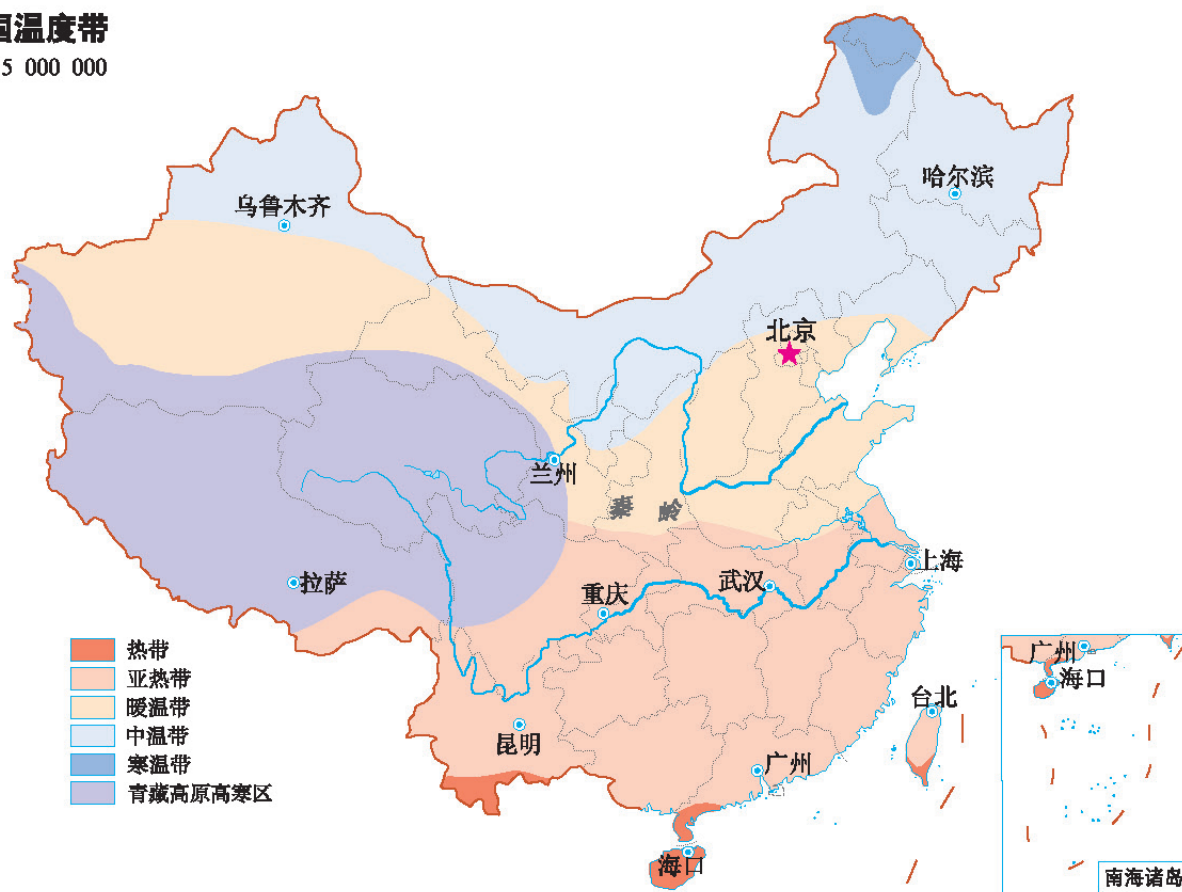 国温度带
5 000 000
哈尔滨
乌鲁木齐
北京
兰州
秦岭
拉萨
重庆
武汉
上海
热带
亚热带
暖温带
中温带
寒温带
青藏高原高寒区
昆明
广州
台北
海口
广州
海口
南海诸岛